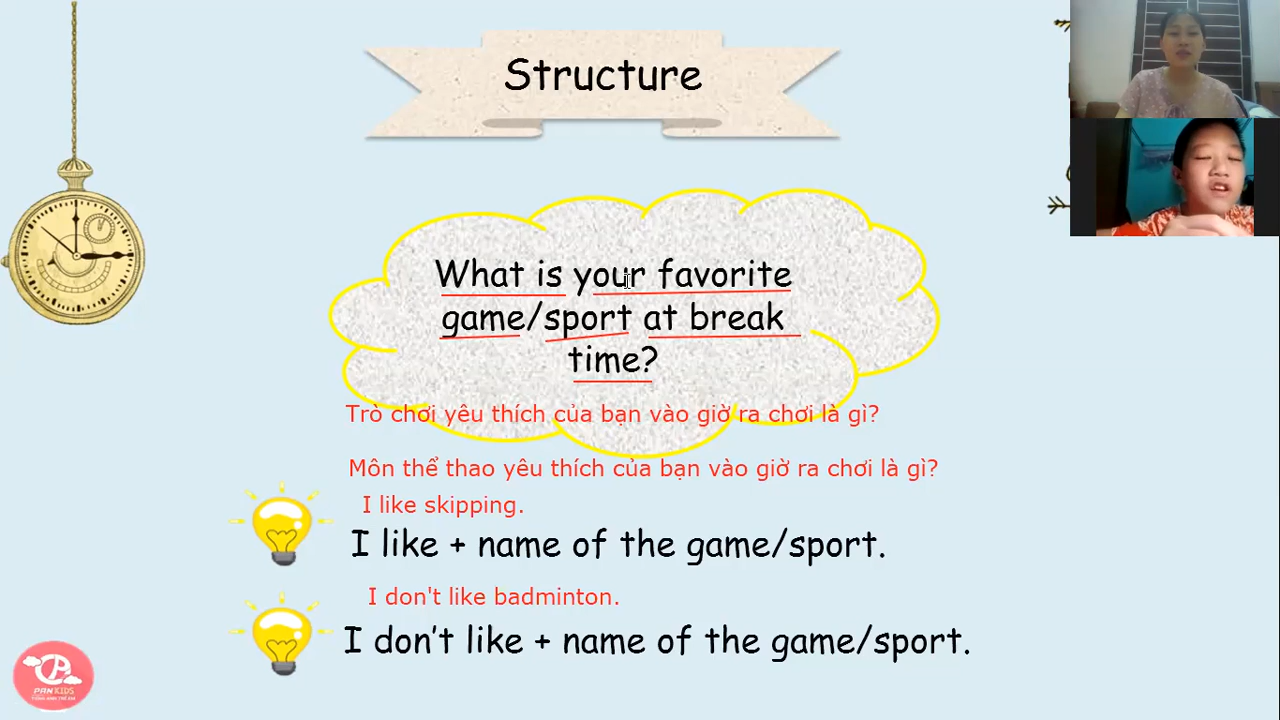 Structure
What is your favorite
game/sport at break
time?
Trò chơi yêu thích của bạn vào giờ ra chơi là gì?
Môn thể thao yêu thích của bạn vào giờ ra chơi là gì?
I like skipping.
I like + name of the game/sport.
I don't like badminton.
I don’t like + name of the game/sport.
PANKIDS